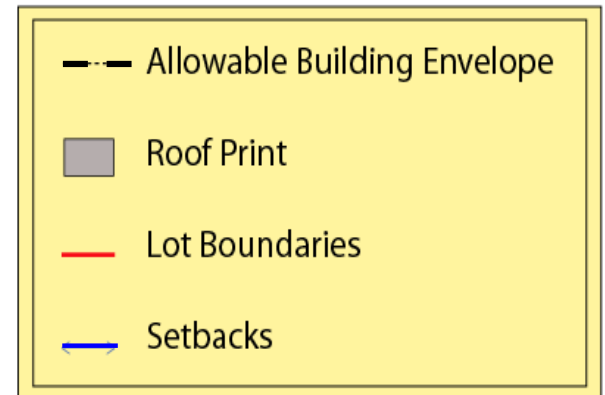 Allowable Building Envelope
Roof Print
Lot Boundaries
Setbacks